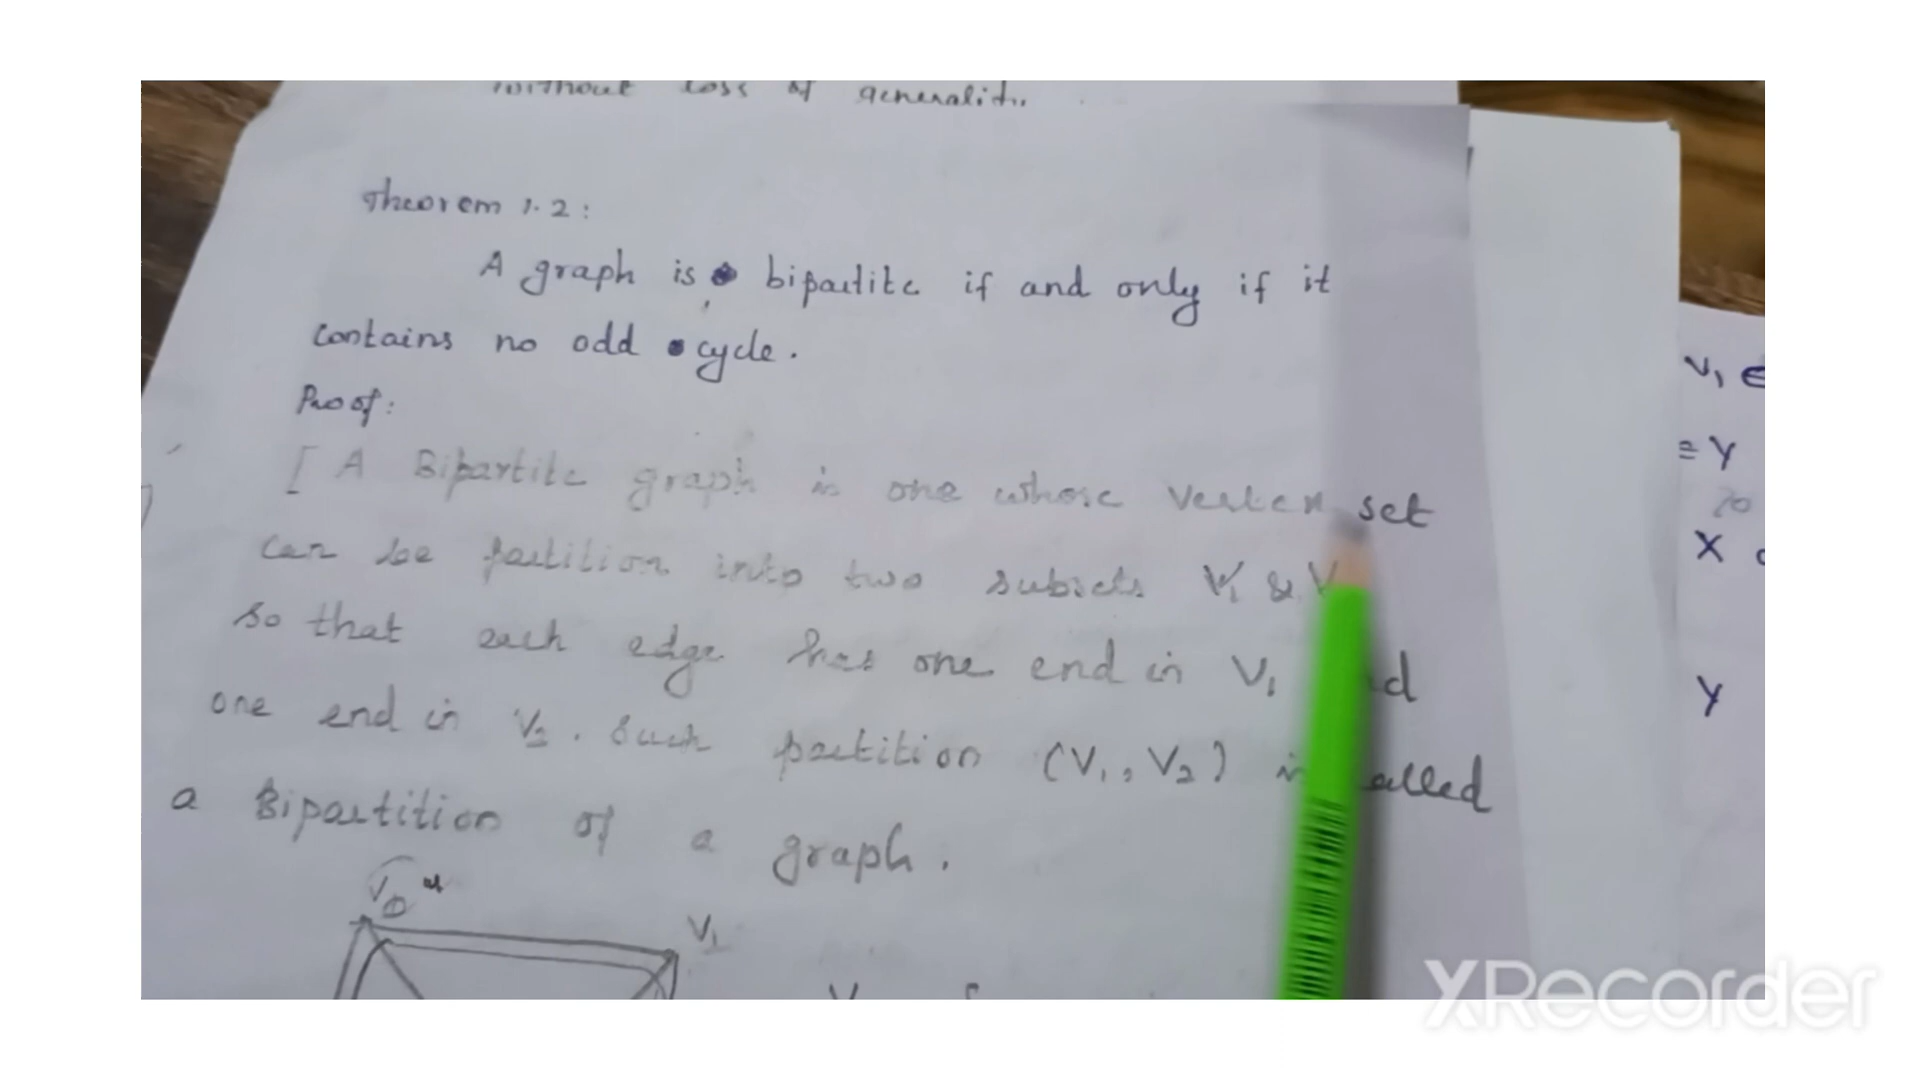 without loss of generality.
Theorem 1.2:
A graph is bipartite if and only if it
contains no odd cycle.
Proof:
[ A Bipartite graph is one whose vertex set
can be partition into two subsets V1 & V
so that each edge has one end in V1 and
one end in V2. Such partition (V1, V2) is called
a Bipartition of a graph.
V1
V1 ∈
= Y
X
Y
XRecorder